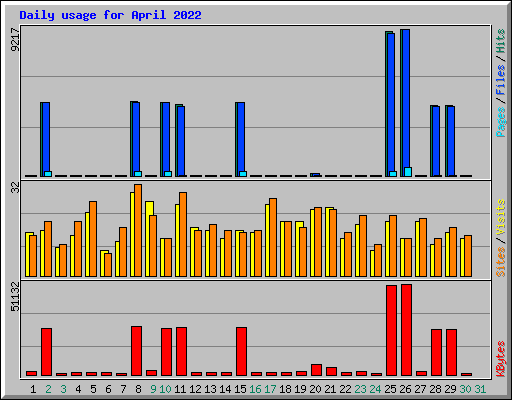 Daily usage for April 2022
9217
Pages / Files / Hits
32
Sites / Visits
51132
KBytes
1 2 3 4 5 6 7 8 9 10 11 12 13 14 15 16 17 18 19 20 21 22 23 24 25 26 27 28 29 30 31